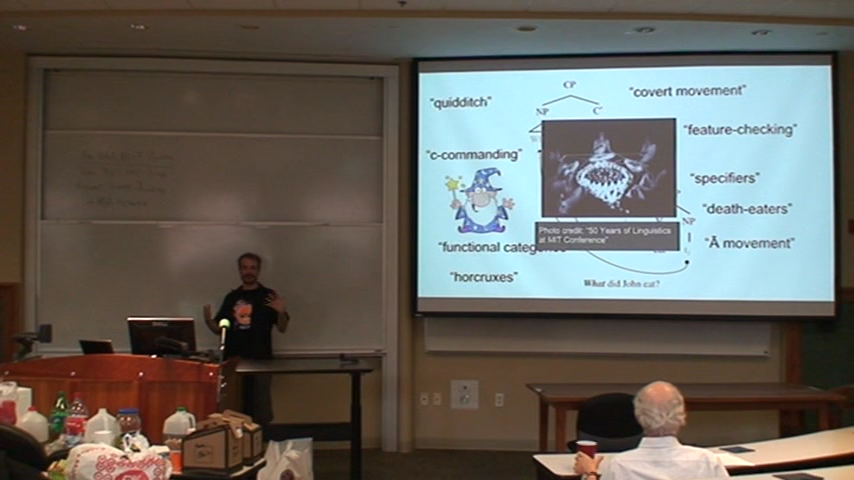 "quidditch"
CP
"covert movement"
NP
C'
"feature-checking"
"c-commanding"
"specifiers"
"death-eaters"
NP
Photo credit: "50 Years of Linguistics
at MIT Conference"
"Ā movement"
"functional
"horcruxes"
What did John eat?